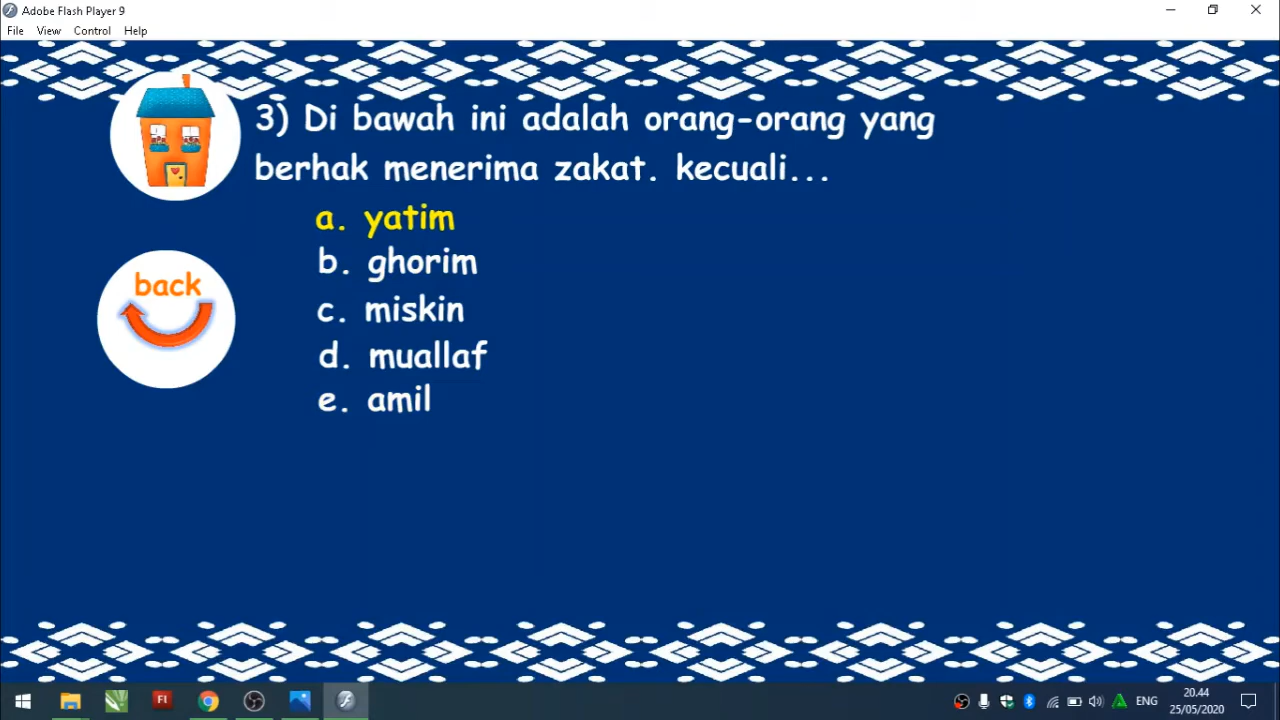 Adobe Flash Player 9
File View Control Help
3) Di bawah ini adalah orang-orang yang
berhak menerima zakat. kecuali...
a. yatim
b. ghorim
c. miskin
d. muallaf
e. amil
back
Fl
ENG
20.44
25/05/2020